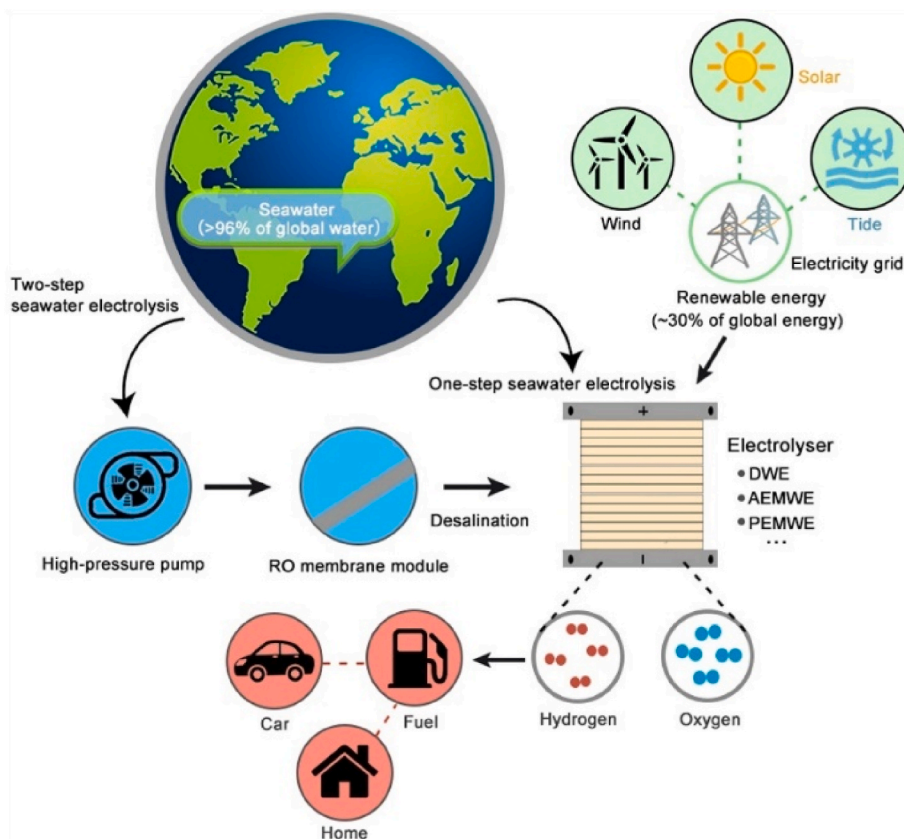 Solar
Seawater
(>96% of global water)
Wind
Tide
Electricity grid
Renewable energy
(~30% of global energy)
Two-step
seawater electrolysis
One-step seawater electrolysis
+
Electrolyser
• DWE
• AEMWE
• PEMWE
...
Desalination
High-pressure pump
RO membrane module
–
Car
Fuel
Hydrogen
Oxygen
Home